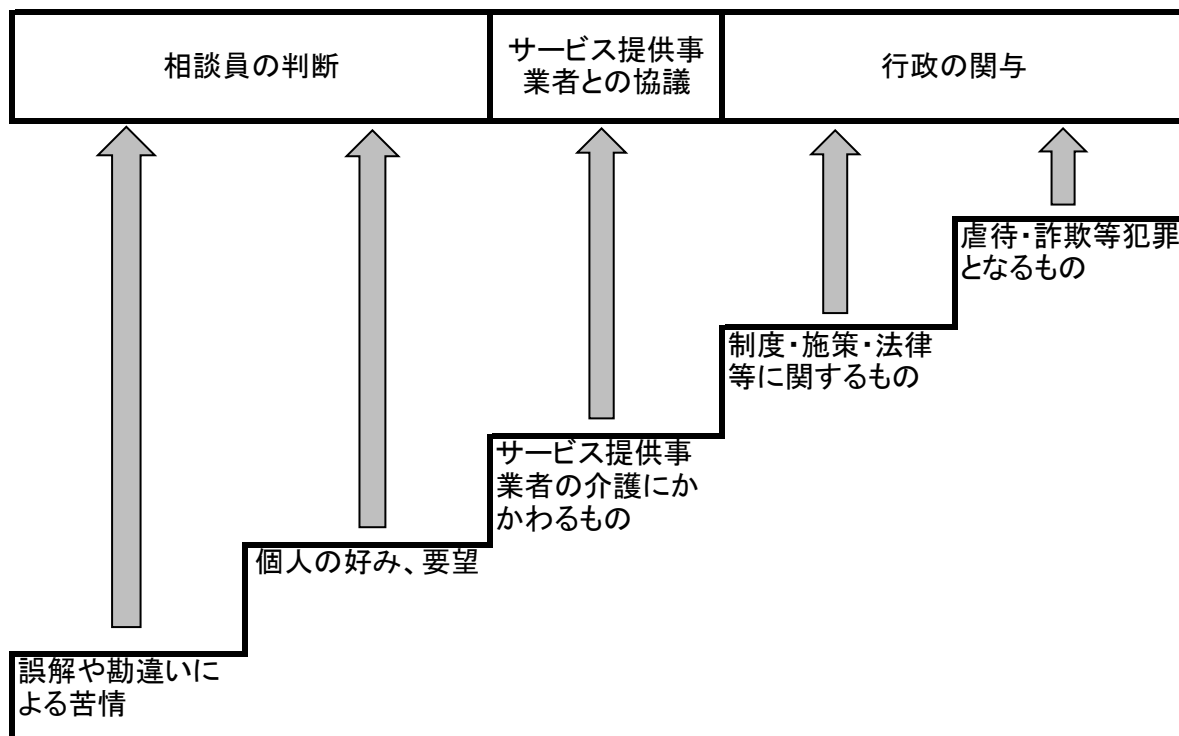 相談員の判断
サービス提供事
業者との協議
行政の関与
虐待・詐欺等犯罪
となるもの
制度・施策・法律
等に関するもの
サービス提供事
業者の介護にか
かわるもの
個人の好み、要望
誤解や勘違いに
よる苦情